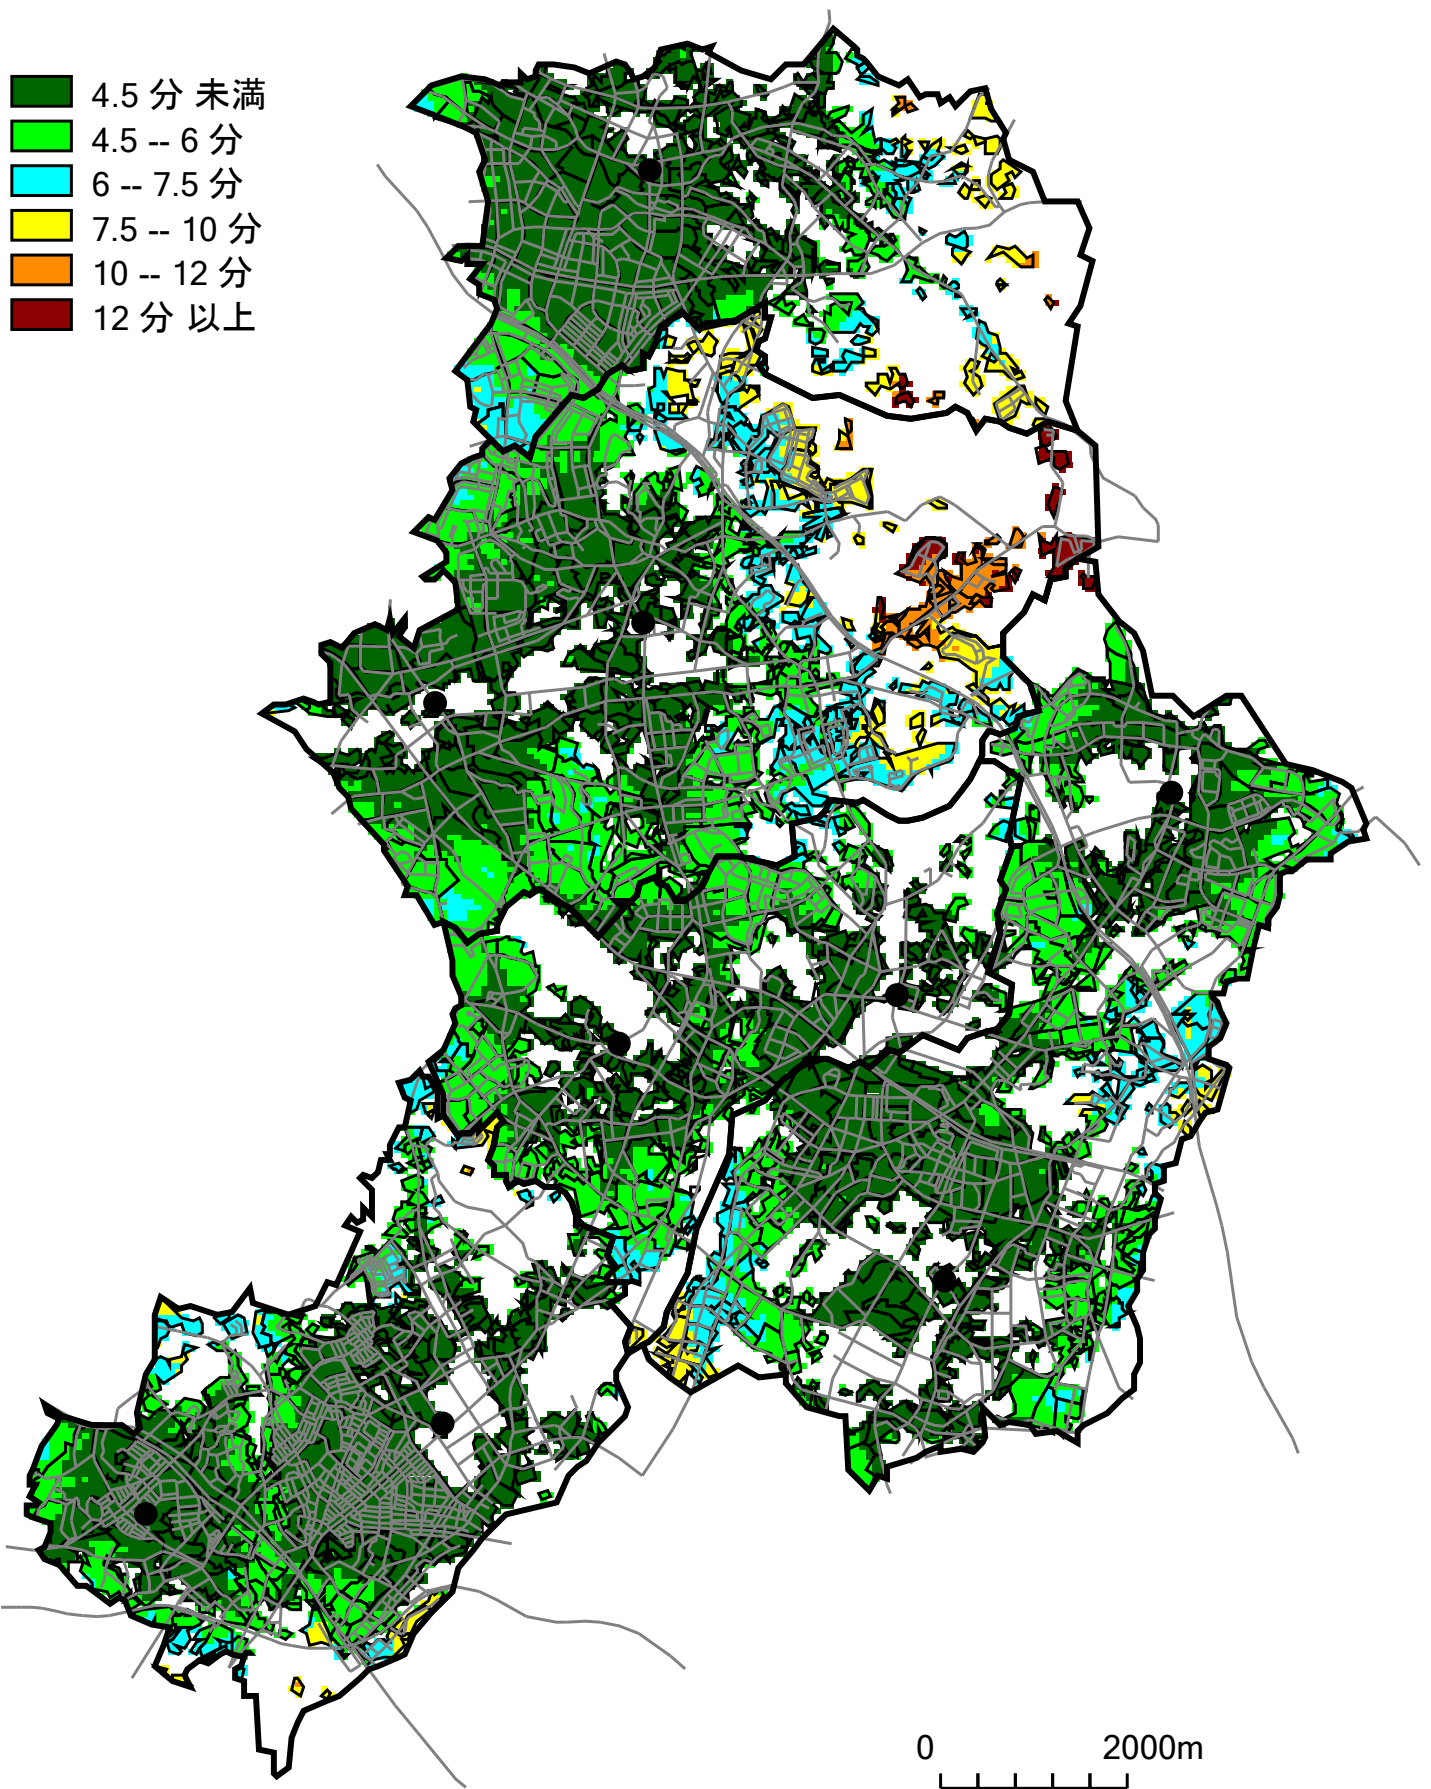 4.5 分 未満
4.5 -- 6 分
6 -- 7.5 分
7.5 -- 10 分
10 -- 12 分
12 分 以上
0 2000m